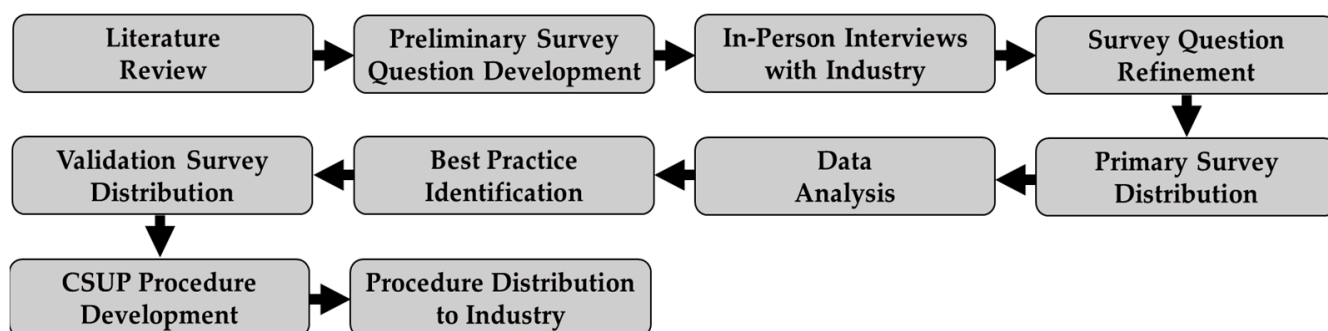 Literature
Review
Preliminary Survey
Question Development
In-Person Interviews
with Industry
Survey Question
Refinement
Primary Survey
Distribution
Data
Analysis
Best Practice
Identification
Validation Survey
Distribution
CSUP Procedure
Development
Procedure Distribution
to Industry